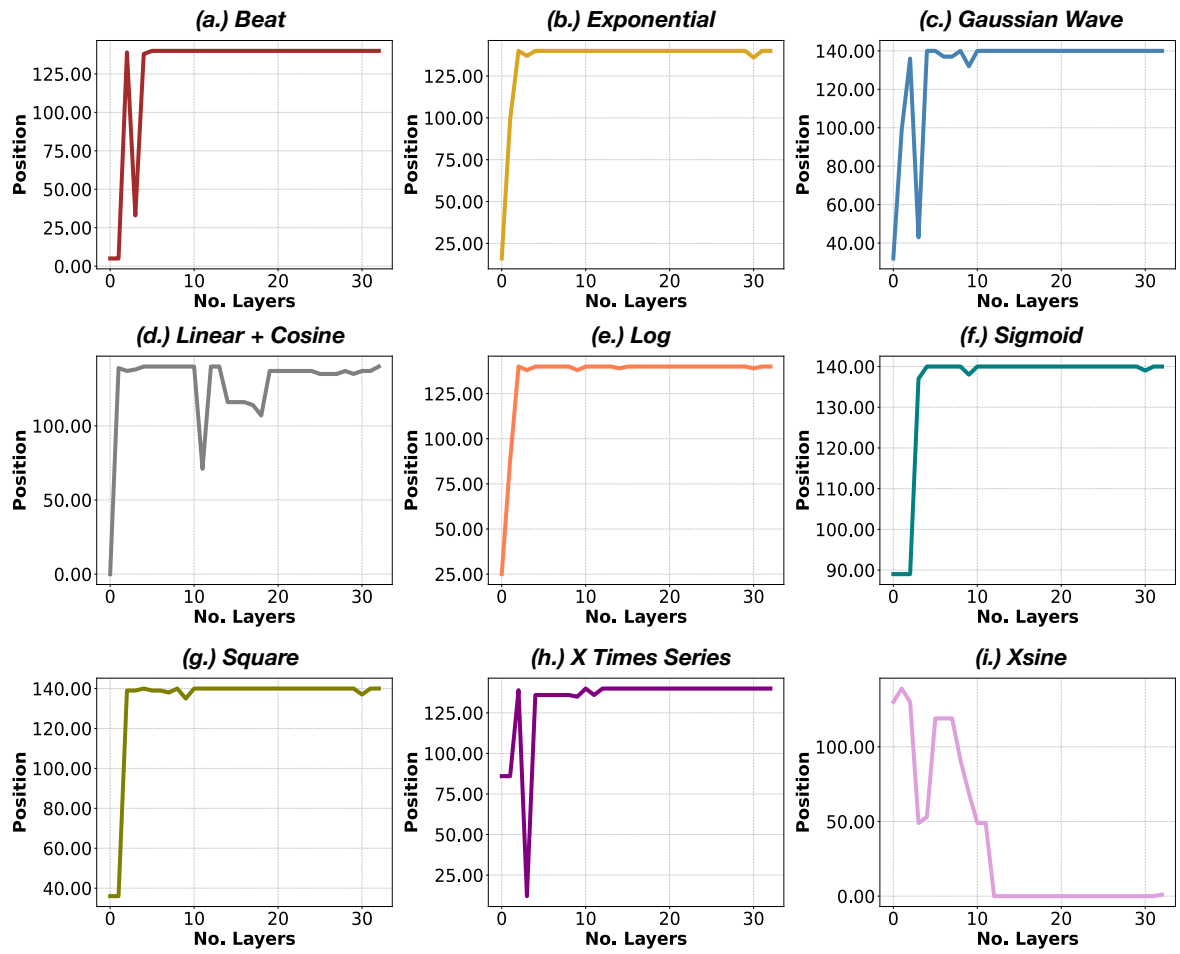 (a.) Beat
125.00
100.00
75.00
50.00
25.00
0.00
Position
0 10 20 30
No. Layers
(b.) Exponential
125.00
100.00
75.00
50.00
25.00
Position
0 10 20 30
No. Layers
(c.) Gaussian Wave
140.00
120.00
100.00
80.00
60.00
40.00
Position
0 10 20 30
No. Layers
(d.) Linear + Cosine
100.00
50.00
0.00
Position
0 10 20 30
No. Layers
(e.) Log
125.00
100.00
75.00
50.00
25.00
Position
0 10 20 30
No. Layers
(f.) Sigmoid
140.00
130.00
120.00
110.00
100.00
90.00
Position
0 10 20 30
No. Layers
(g.) Square
140.00
120.00
100.00
80.00
60.00
40.00
Position
0 10 20 30
No. Layers
(h.) X Times Series
125.00
100.00
75.00
50.00
25.00
Position
0 10 20 30
No. Layers
(i.) Xsine
100.00
50.00
0.00
Position
0 10 20 30
No. Layers